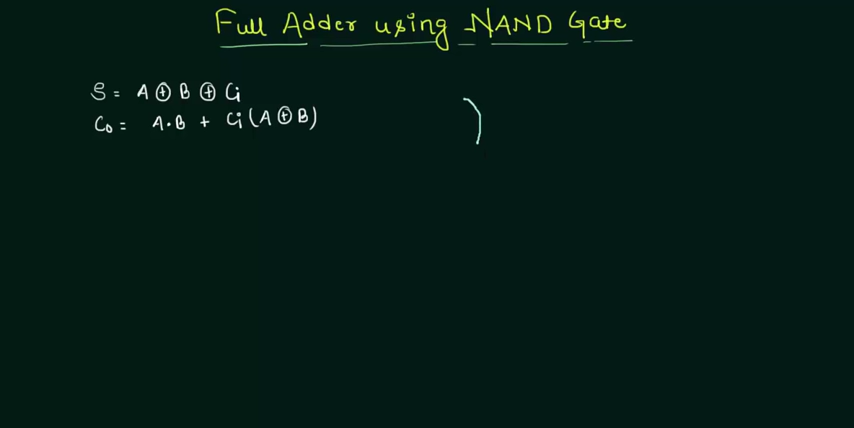 Full Adder using NAND Gate
S = A ⊕ B ⊕ Ci
Co = A · B + Ci (A ⊕ B)